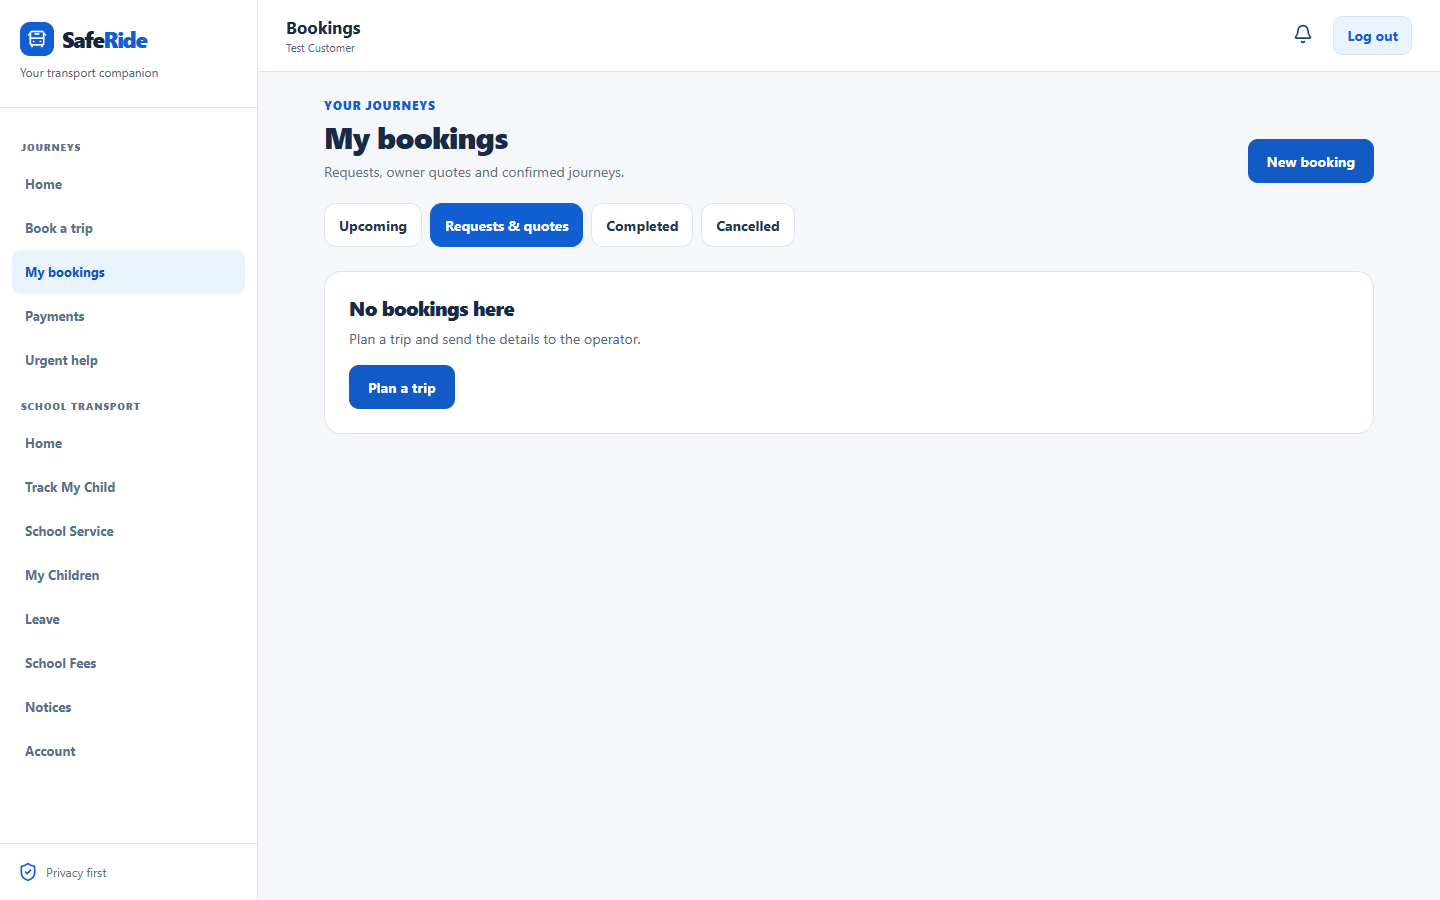 SafeRide
Your transport companion
JOURNEYS
Home
Book a trip
My bookings
Payments
Urgent help
SCHOOL TRANSPORT
Home
Track My Child
School Service
My Children
Leave
School Fees
Notices
Account
Privacy first
Bookings
Test Customer
Log out
YOUR JOURNEYS
My bookings
Requests, owner quotes and confirmed journeys.
New booking
Upcoming
Requests & quotes
Completed
Cancelled
No bookings here
Plan a trip and send the details to the operator.
Plan a trip